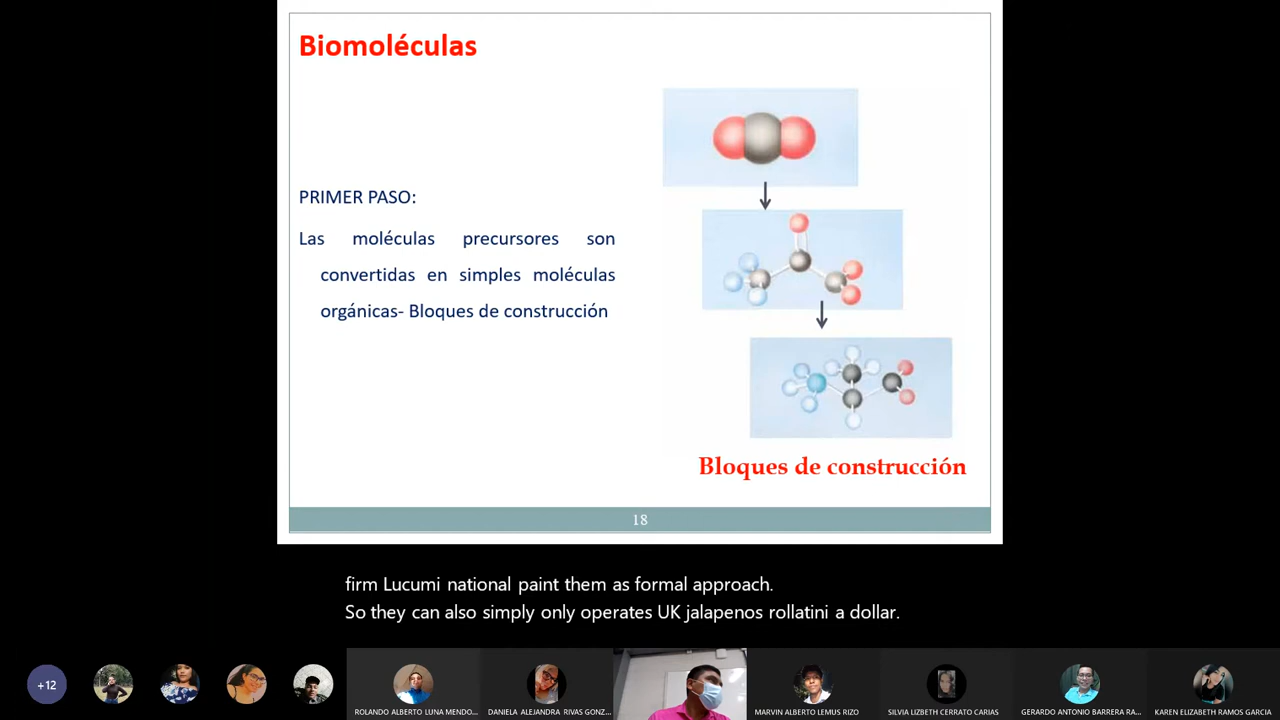 Biomoléculas
PRIMER PASO:
Las moléculas precursores son
convertidas en simples moléculas
orgánicas- Bloques de construcción
Bloques de construcción
18
firm Lucumi national paint them as formal approach.
So they can also simply only operates UK jalapenos rollatini a dollar.
+12
ROLANDO ALBERTO LUNA MENDO...
DANIELA ALEJANDRA RIVAS GONZ...
MARVIN ALBERTO LEMUS RIZO
SILVIA LIZBETH CERRATO CARIAS
GERARDO ANTONIO BARRERA RA...
KAREN ELIZABETH RAMOS GARCIA